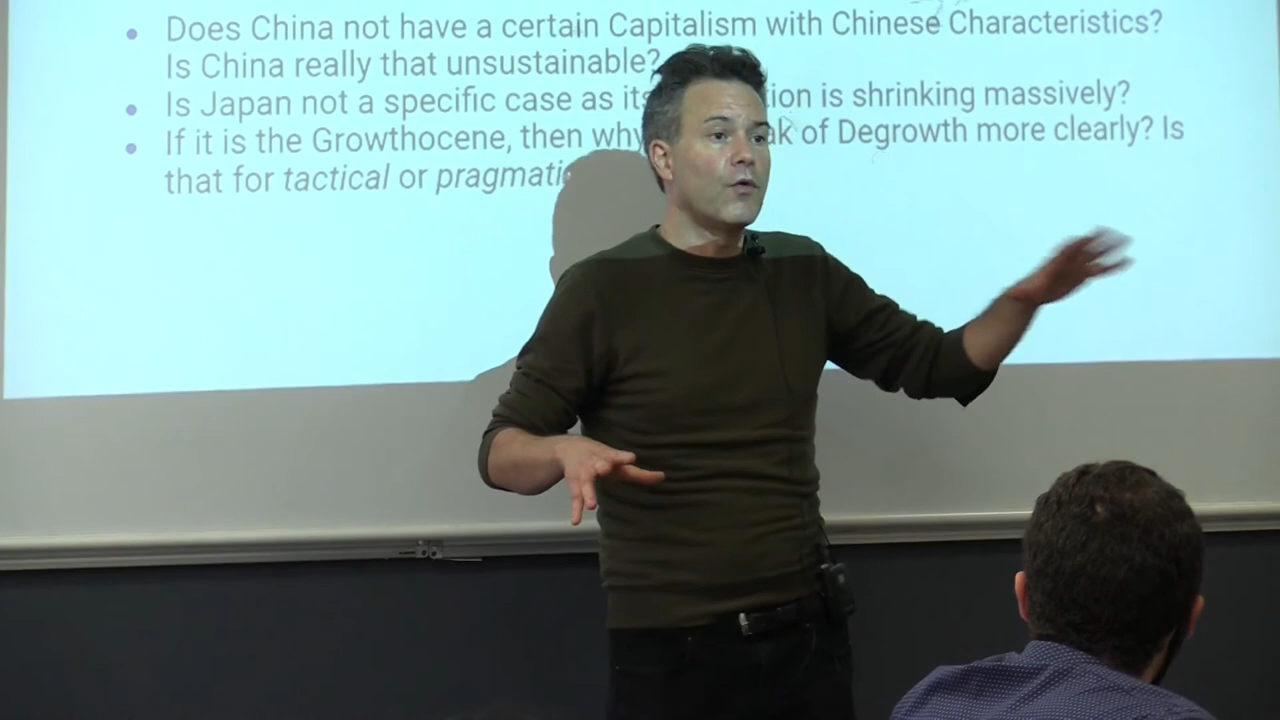 Does China not have a certain Capitalism with Chinese Characteristics?
Is China really that unsustainable?
Is Japan not a specific case as its is shrinking massively?
If it is the Growthocene, then why of Degrowth more clearly? Is
that for tactical or